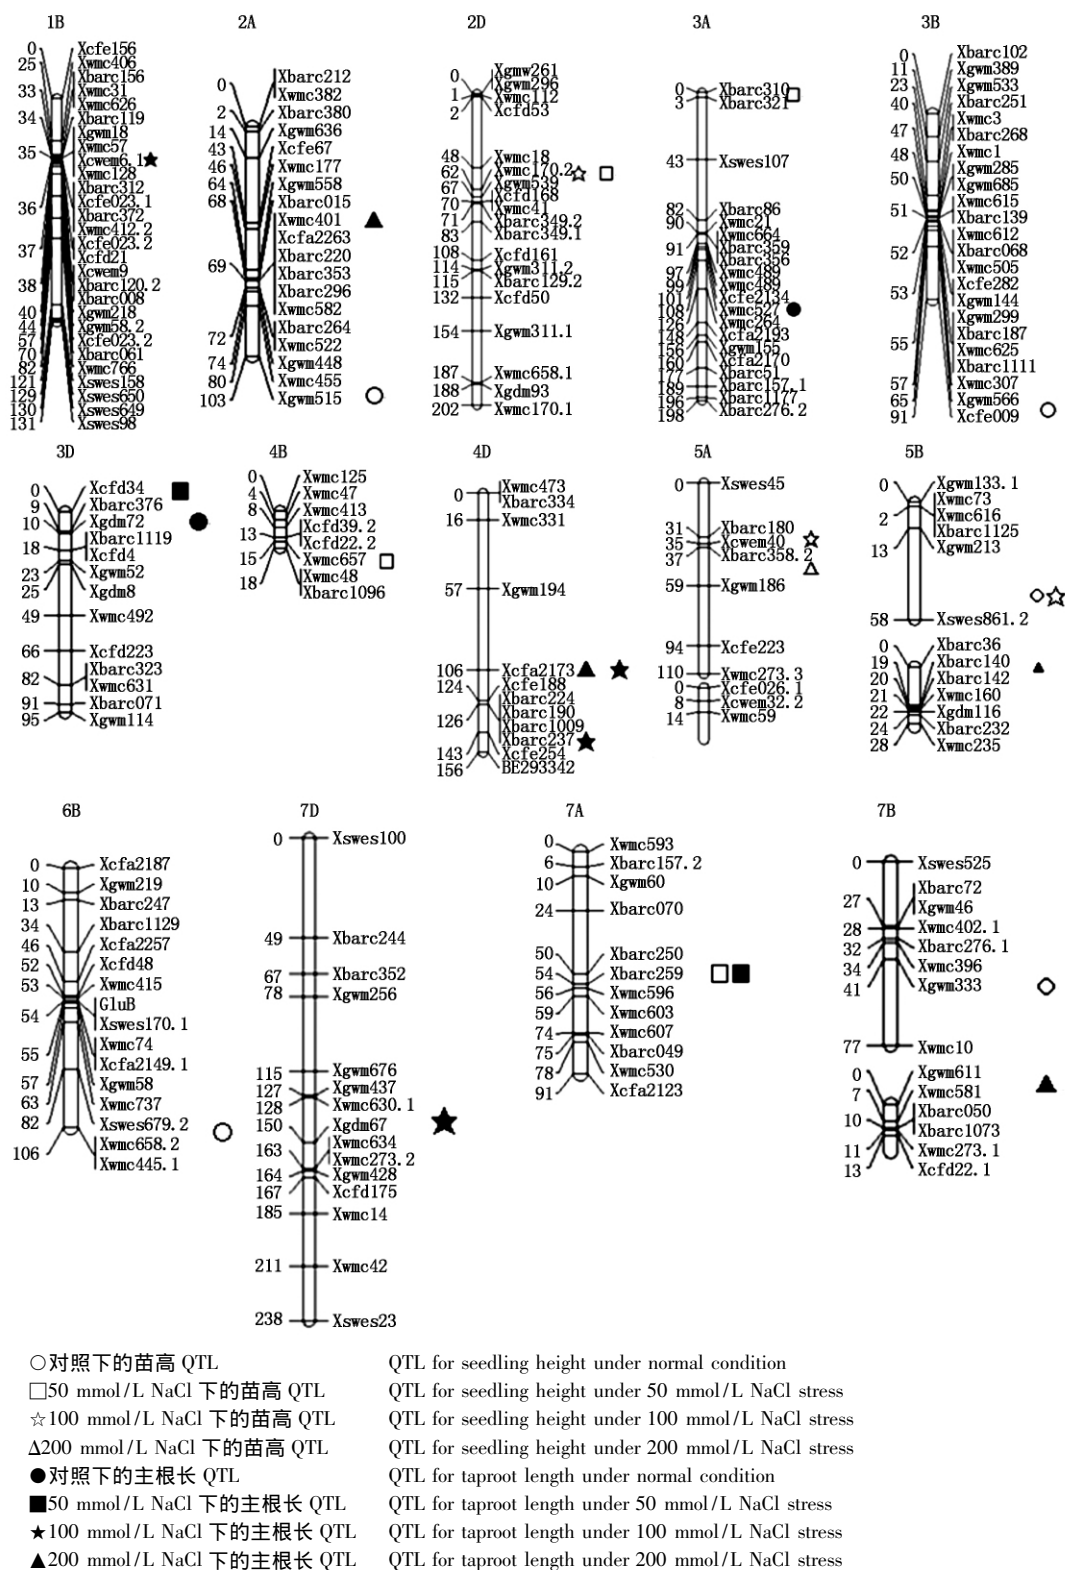 1B
0
25
33
34
35
36
37
38
40
44
57
70
82
121
129
130
131
Xcfe156
Xwmc406
Xbarc156
Xwmc31
Xwmc626
Xbarc119
Xgwm18
Xwmc57
Xcwem6.1★
Xwmc128
Xbarc312
Xcfe023.1
Xbarc372
Xwmc412.2
Xcfe023.2
Xcfd21
Xcwem9
Xbarc120.2
Xbarc008
Xgwm218
Xgwm58.2
Xcfe023.2
Xbarc061
Xwmc766
Xswes158
Xswes650
Xswes649
Xswes98
2A
0
2
14
43
46
64
68
69
72
74
80
103
Xbarc212
Xwmc382
Xbarc380
Xgwm636
Xcfe67
Xwmc177
Xgwm558
Xbarc015
Xwmc401 ▲
Xcfa2263
Xbarc220
Xbarc353
Xbarc296
Xwmc582
Xbarc264
Xwmc522
Xgwm448
Xwmc455
Xgwm515 ○
2D
0
1
2
48
62
67
70
71
83
108
114
115
132
154
187
188
202
Xgmw261
Xgwm296
Xwmc112
Xcfd53
Xwmc18
Xwmc170.2☆ □
Xgwm539
Xcfd168
Xwmc41
Xbarc349.2
Xbarc349.1
Xcfd161
Xgwm311.2
Xbarc129.2
Xcfd50
Xgwm311.1
Xwmc658.1
Xgdm93
Xwmc170.1
3A
0
3
43
82
90
91
97
99
101
108
126
148
156
160
177
189
196
198
Xbarc310□
Xbarc321
Xswes107
Xbarc86
Xwmc21
Xwmc664
Xbarc359
Xbarc356
Xwmc489
Xwmc489
Xcfe2134
Xwmc527●
Xwmc264
Xcfa2193
Xgwm155
Xcfa2170
Xbarc51
Xbarc157.1
Xbarc1177
Xbarc276.2
3B
0
11
23
40
47
48
50
51
52
53
55
57
65
91
Xbarc102
Xgwm389
Xgwm533
Xbarc251
Xwmc3
Xbarc268
Xwmc1
Xgwm285
Xgwm685
Xwmc615
Xbarc139
Xwmc612
Xbarc068
Xwmc505
Xcfe282
Xgwm144
Xgwm299
Xbarc187
Xwmc625
Xbarc1111
Xwmc307
Xgwm566
Xcfe009 ○
3D
0
9
10
18
23
25
49
66
82
91
95
Xcfd34 ■
Xbarc376
Xgdm72 ●
Xbarc1119
Xcfd4
Xgwm52
Xgdm8
Xwmc492
Xcfd223
Xbarc323
Xwmc631
Xbarc071
Xgwm114
4B
0
4
8
13
15
18
Xwmc125
Xwmc47
Xwmc413
Xcfd39.2
Xcfd22.2
Xwmc657 □
Xwmc48
Xbarc1096
4D
0
16
57
106
124
126
143
156
Xwmc473
Xbarc334
Xwmc331
Xgwm194
Xcfa2173 ▲ ★
Xcfe188
Xbarc224
Xbarc190
Xbarc1009
Xbarc237★
Xcfe254
BE293342
5A
0
31
35
37
59
94
110
0
8
14
Xswes45
Xbarc180
Xcwem40 ☆
Xbarc358.2
△
Xgwm186
Xcfe223
Xwmc273.3
Xcfe026.1
Xcwem32.2
Xwmc59
5B
0
2
13
58
0
19
20
21
22
24
28
Xgwm133.1
Xwmc73
Xwmc616
Xbarc1125
Xgwm213
○☆
Xswes861.2
Xbarc36
Xbarc140 ▲
Xbarc142
Xwmc160
Xgdm116
Xbarc232
Xwmc235
6B
0
10
13
34
46
52
53
54
55
57
63
82
106
Xcfa2187
Xgwm219
Xbarc247
Xbarc1129
Xcfa2257
Xcfd48
Xwmc415
GluB
Xswes170.1
Xwmc74
Xcfa2149.1
Xgwm58
Xwmc737
Xswes679.2
○
Xwmc658.2
Xwmc445.1
7D
0
49
67
78
115
127
128
150
163
164
167
185
211
238
Xswes100
Xbarc244
Xbarc352
Xgwm256
Xgwm676
Xgwm437
Xwmc630.1
Xgdm67 ★
Xwmc634
Xwmc273.2
Xgwm428
Xcfd175
Xwmc14
Xwmc42
Xswes23
7A
0
6
10
24
50
54
56
59
74
75
78
91
Xwmc593
Xbarc157.2
Xgwm60
Xbarc070
Xbarc250
Xbarc259 □■
Xwmc596
Xwmc603
Xwmc607
Xbarc049
Xwmc530
Xcfa2123
7B
0
27
28
32
34
41
77
0
7
10
11
13
Xswes525
Xbarc72
Xgwm46
Xwmc402.1
Xbarc276.1
Xwmc396
Xgwm333 ○
Xwmc10
Xgwm611
Xwmc581 ▲
Xbarc050
Xbarc1073
Xwmc273.1
Xcfd22.1
○对照下的苗高 QTL QTL for seedling height under normal condition
□50 mmol/L NaCl 下的苗高 QTL QTL for seedling height under 50 mmol/L NaCl stress
☆100 mmol/L NaCl 下的苗高 QTL QTL for seedling height under 100 mmol/L NaCl stress
Δ200 mmol/L NaCl 下的苗高 QTL QTL for seedling height under 200 mmol/L NaCl stress
●对照下的主根长 QTL QTL for taproot length under normal condition
■50 mmol/L NaCl 下的主根长 QTL QTL for taproot length under 50 mmol/L NaCl stress
★100 mmol/L NaCl 下的主根长 QTL QTL for taproot length under 100 mmol/L NaCl stress
▲200 mmol/L NaCl 下的主根长 QTL QTL for taproot length under 200 mmol/L NaCl stress